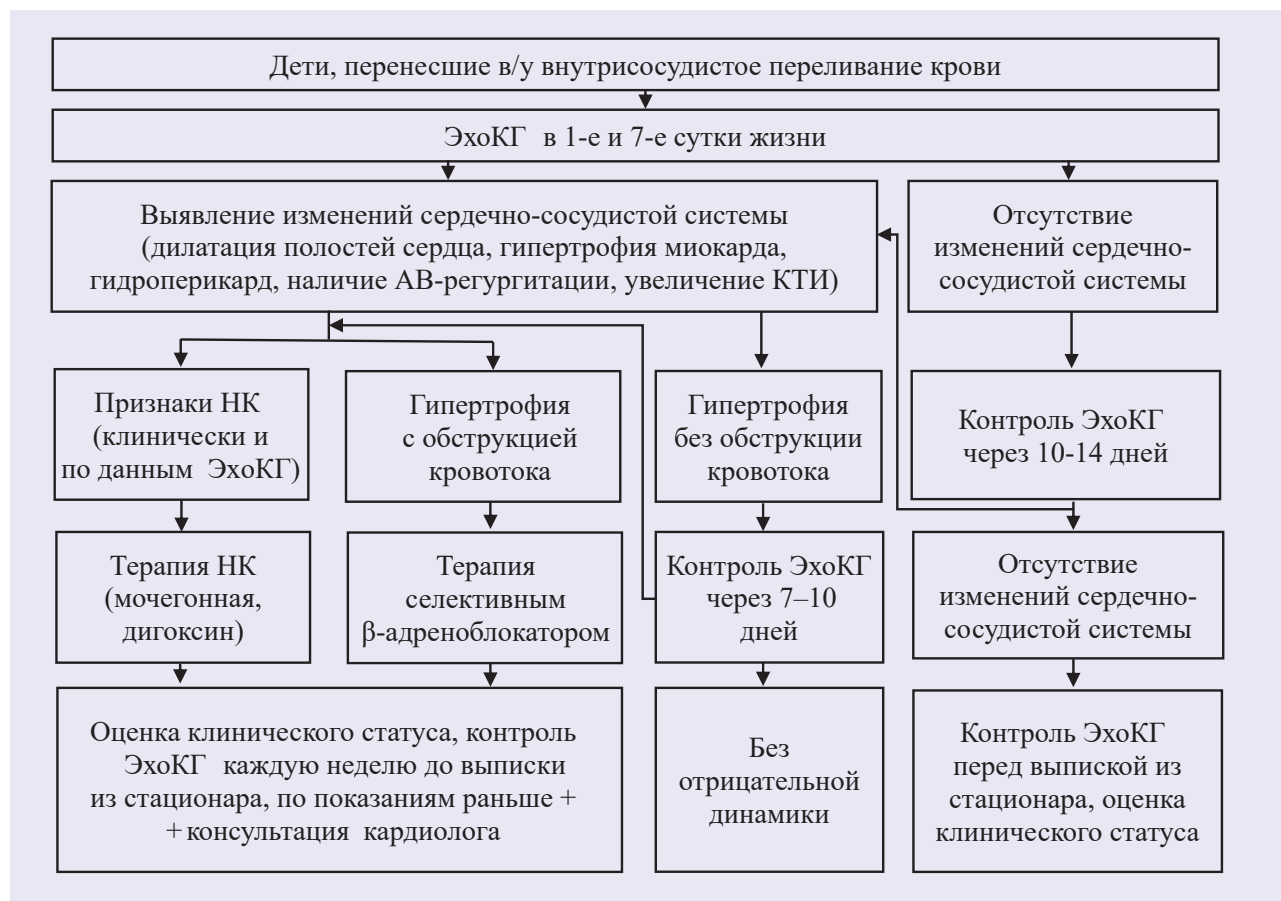 Дети, перенесшие в/у внутрисосудистое переливание крови
ЭхоКГ в 1-е и 7-е сутки жизни
Выявление изменений сердечно-сосудистой системы
(дилатация полостей сердца, гипертрофия миокарда,
гидроперикард, наличие АВ-регургитации, увеличение КТИ)
Отсутствие
изменений сердечно-
сосудистой системы
Признаки НК
(клинически и
по данным ЭхоКГ)
Гипертрофия
с обструкцией
кровотока
Гипертрофия
без обструкции
кровотока
Контроль ЭхоКГ
через 10-14 дней
Терапия НК
(мочегонная,
дигоксин)
Терапия
селективным
β-адреноблокатором
Контроль ЭхоКГ
через 7–10
дней
Отсутствие
изменений сердечно-
сосудистой системы
Оценка клинического статуса, контроль
ЭхоКГ каждую неделю до выписки
из стационара, по показаниям раньше +
+ консультация кардиолога
Без
отрицательной
динамики
Контроль ЭхоКГ
перед выпиской из
стационара, оценка
клинического статуса